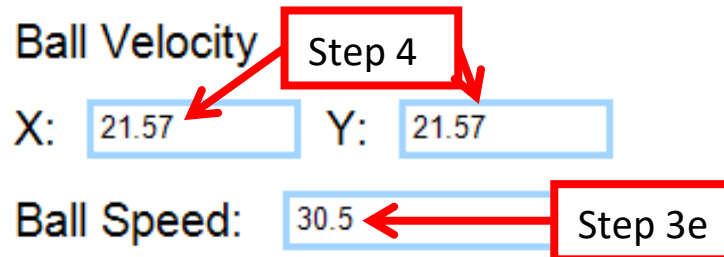 Ball Velocity Step 4
X: 21.57 Y: 21.57
Ball Speed: 30.5 Step 3e